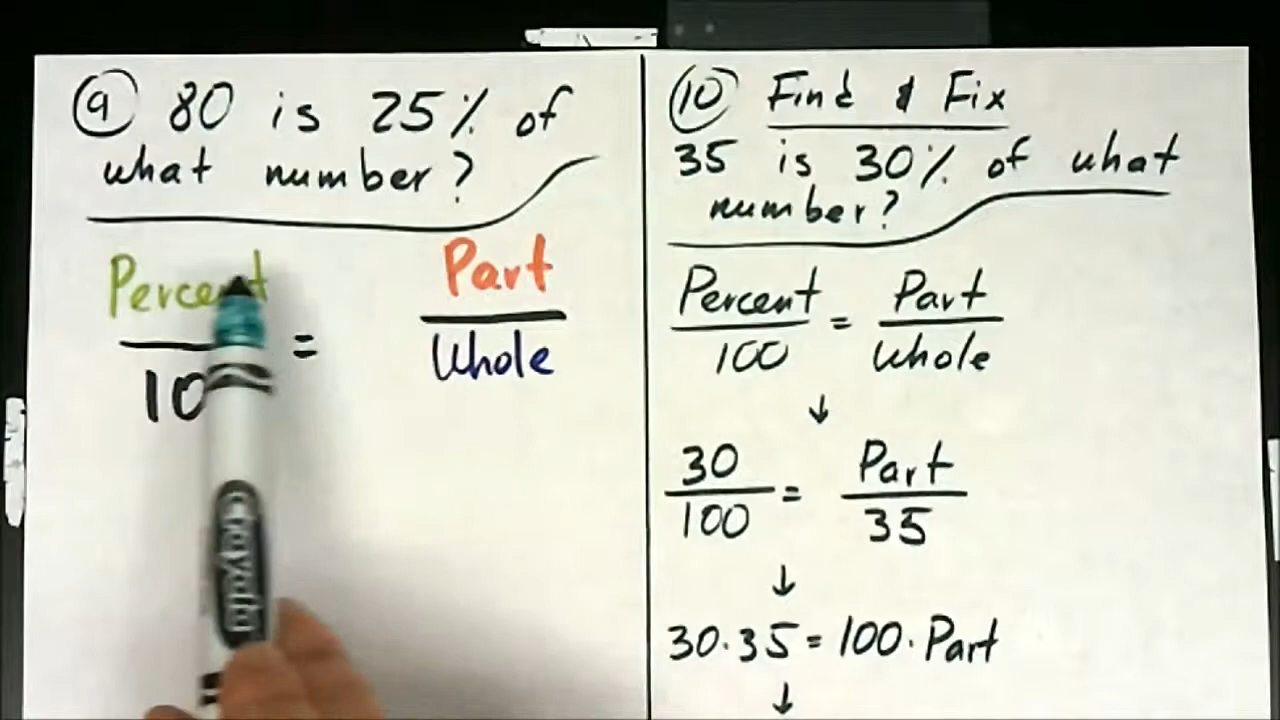 9 80 is 25% of
what number?
Percent = Part
10 Whole
crayola
10 Find & Fix
35 is 30% of what
number?
Percent = Part
100 Whole
↓
30 = Part
100 35
↓
30·35 = 100·Part
↓